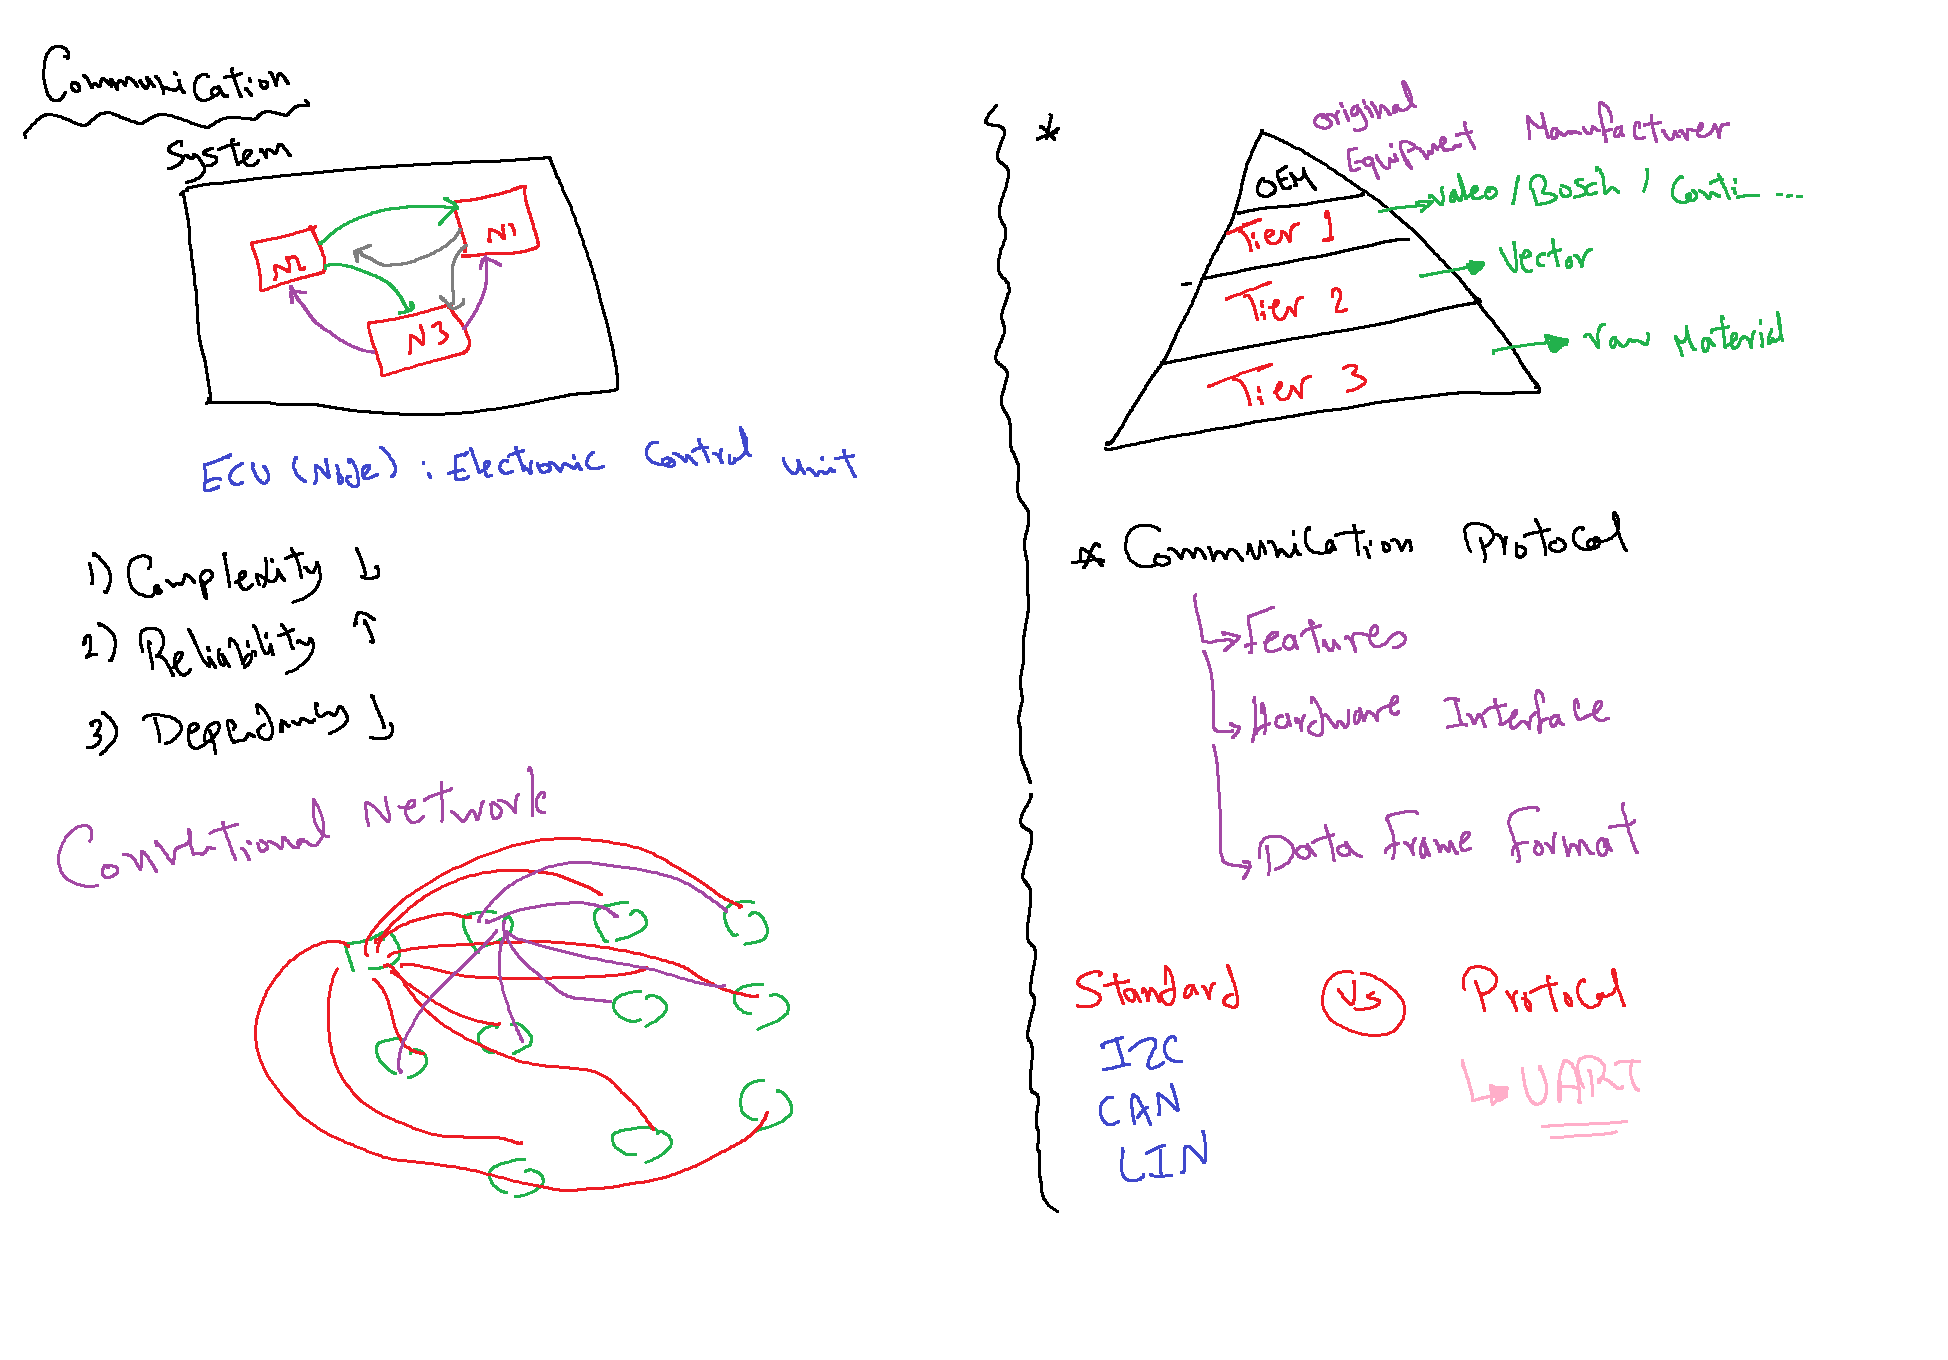 Communication
System
N1
N2
N3
ECU (Node) : Electronic Control Unit
1) Complexity ↓
2) Reliability ↑
3) Dependancy ↓
Network
*
original
Equipment Manufacturer
OEM
Tier 1
Valeo / Bosch / Conti ...
Tier 2
Vector
Tier 3
raw Material
* Communication Protocol
Features
Hardware Interface
Data Frame Format
Standard Vs Protocol
I2C
CAN
LIN
UART